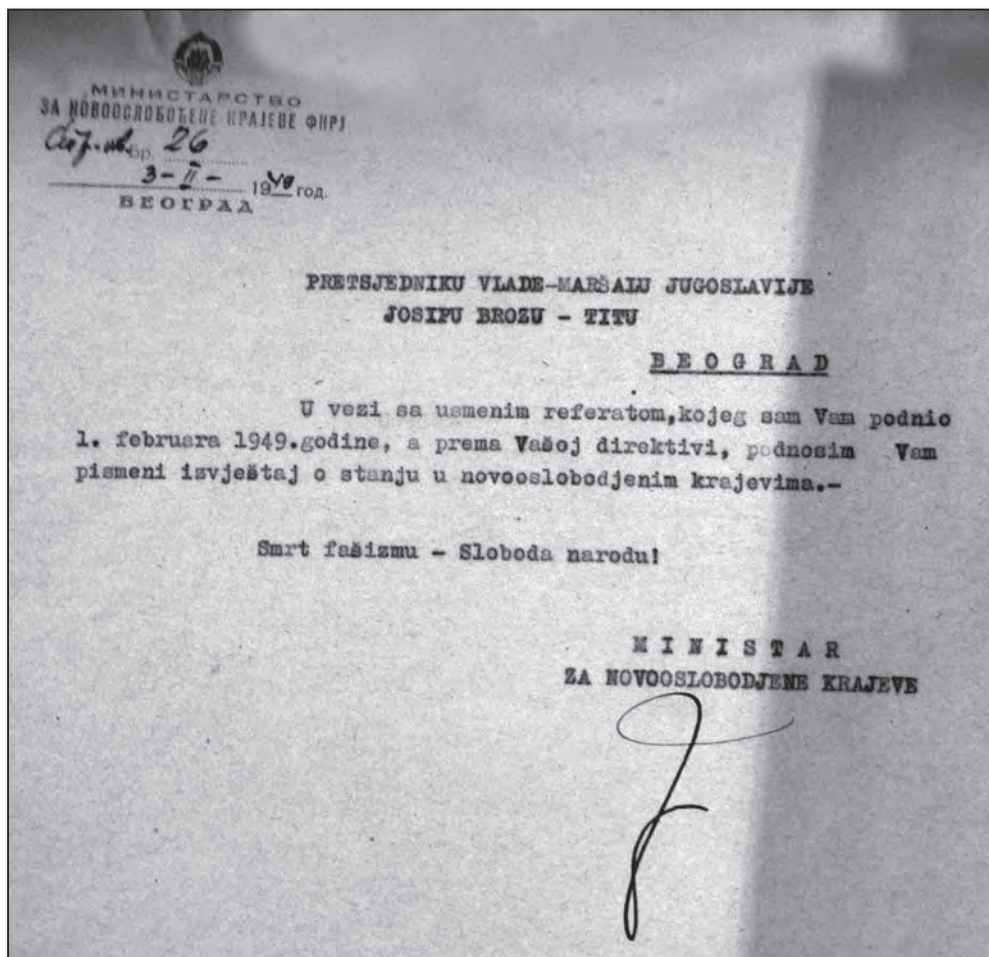 МИНИСТАРСТВО
ЗА НОВООСЛОБОЂЕНЕ КРАЈЕВЕ ФНРЈ
бр. 26
3-II- 1949 год.
БЕОГРАД
PRETSJEDNIKU VLADE-MARŠALU JUGOSLAVIJE
JOSIPU BROZU - TITU
BEOGRAD
U vezi sa usmenim referatom,kojeg sam Vam podnio
1. februara 1949.godine, a prema Vašoj direktivi, podnosim Vam
pismeni izvještaj o stanju u novooslobodjenim krajevima.-
Smrt fašizmu - Sloboda narodu!
MINISTAR
ZA NOVOOSLOBODJENE KRAJEVE